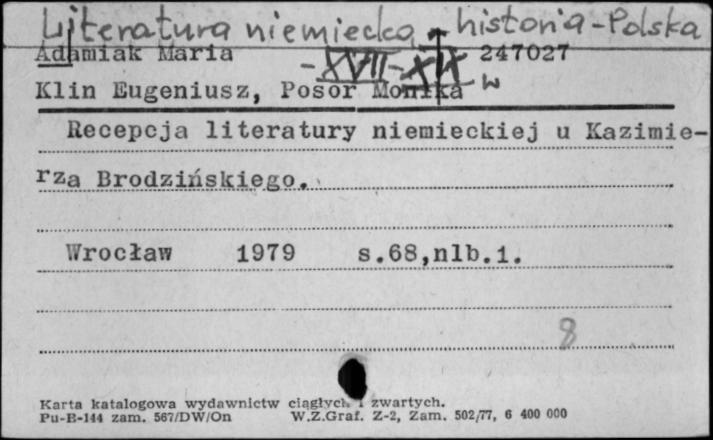 Literatura niemiecka - historia - Polska
Adamiak Maria - XVII-XIX w 247027
Klin Eugeniusz, Posor Monika
Recepcja literatury niemieckiej u Kazimie-
rza Brodzińskiego.
Wrocław 1979 s.68,nlb.1.
8
Karta katalogowa wydawnictw ciągłych i zwartych.
Pu-B-144 zam. 567/DW/On W.Z.Graf. Z-2, Zam. 502/77, 6 400 000